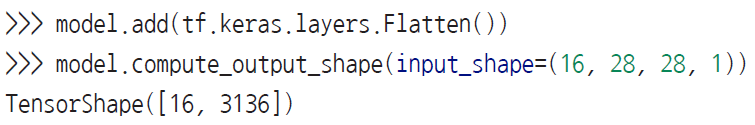 >>> model.add(tf.keras.layers.Flatten())
>>> model.compute_output_shape(input_shape=(16, 28, 28, 1))
TensorShape([16, 3136])